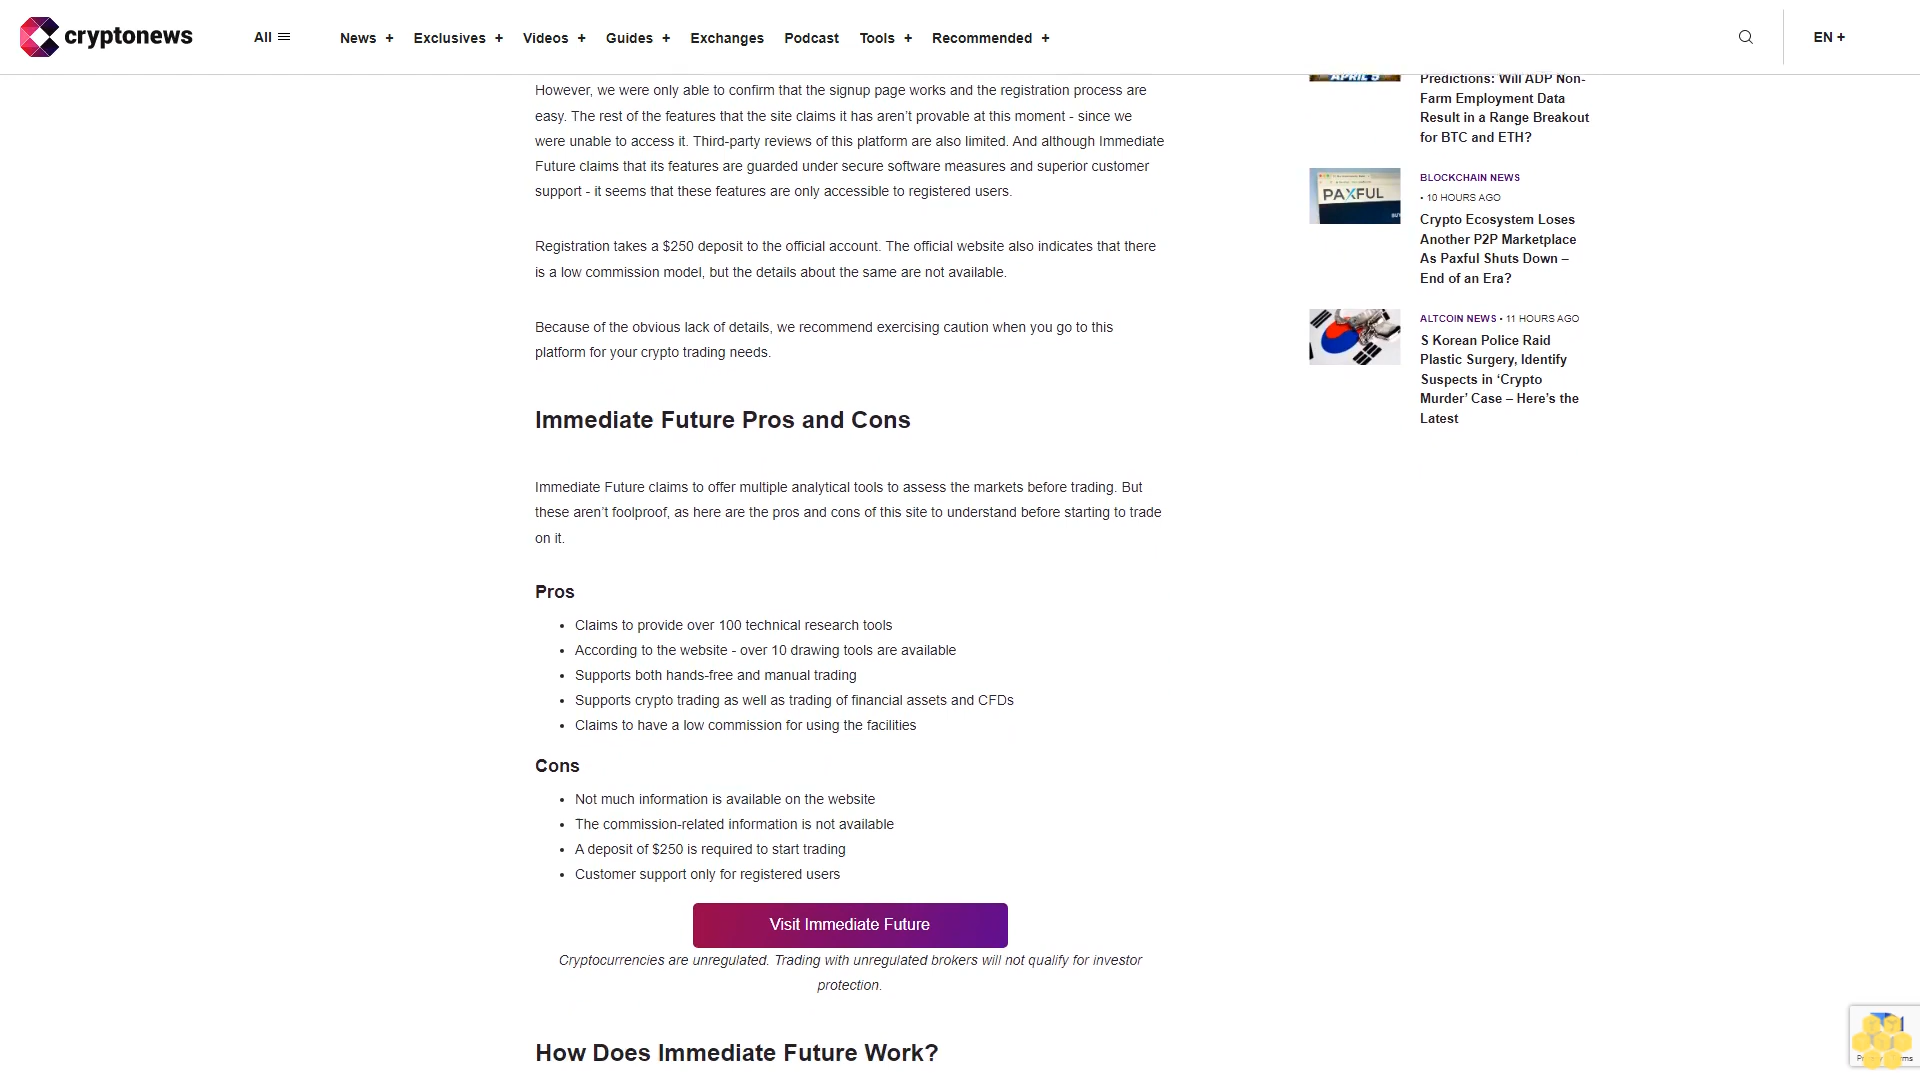 cryptonews
All
News +
Exclusives +
Videos +
Guides +
Exchanges
Podcast
Tools +
Recommended +
EN +
However, we were only able to confirm that the signup page works and the registration process are
easy. The rest of the features that the site claims it has aren’t provable at this moment - since we
were unable to access it. Third-party reviews of this platform are also limited. And although Immediate
Future claims that its features are guarded under secure software measures and superior customer
support - it seems that these features are only accessible to registered users.
Registration takes a $250 deposit to the official account. The official website also indicates that there
is a low commission model, but the details about the same are not available.
Because of the obvious lack of details, we recommend exercising caution when you go to this
platform for your crypto trading needs.
Immediate Future Pros and Cons
Immediate Future claims to offer multiple analytical tools to assess the markets before trading. But
these aren’t foolproof, as here are the pros and cons of this site to understand before starting to trade
on it.
Pros
• Claims to provide over 100 technical research tools
• According to the website - over 10 drawing tools are available
• Supports both hands-free and manual trading
• Supports crypto trading as well as trading of financial assets and CFDs
• Claims to have a low commission for using the facilities
Cons
• Not much information is available on the website
• The commission-related information is not available
• A deposit of $250 is required to start trading
• Customer support only for registered users
Visit Immediate Future
Cryptocurrencies are unregulated. Trading with unregulated brokers will not qualify for investor
protection.
How Does Immediate Future Work?
APRIL 5
Predictions: Will ADP Non-
Farm Employment Data
Result in a Range Breakout
for BTC and ETH?
PAXFUL
BLOCKCHAIN NEWS
• 10 HOURS AGO
Crypto Ecosystem Loses
Another P2P Marketplace
As Paxful Shuts Down –
End of an Era?
ALTCOIN NEWS • 11 HOURS AGO
S Korean Police Raid
Plastic Surgery, Identify
Suspects in ‘Crypto
Murder’ Case – Here’s the
Latest